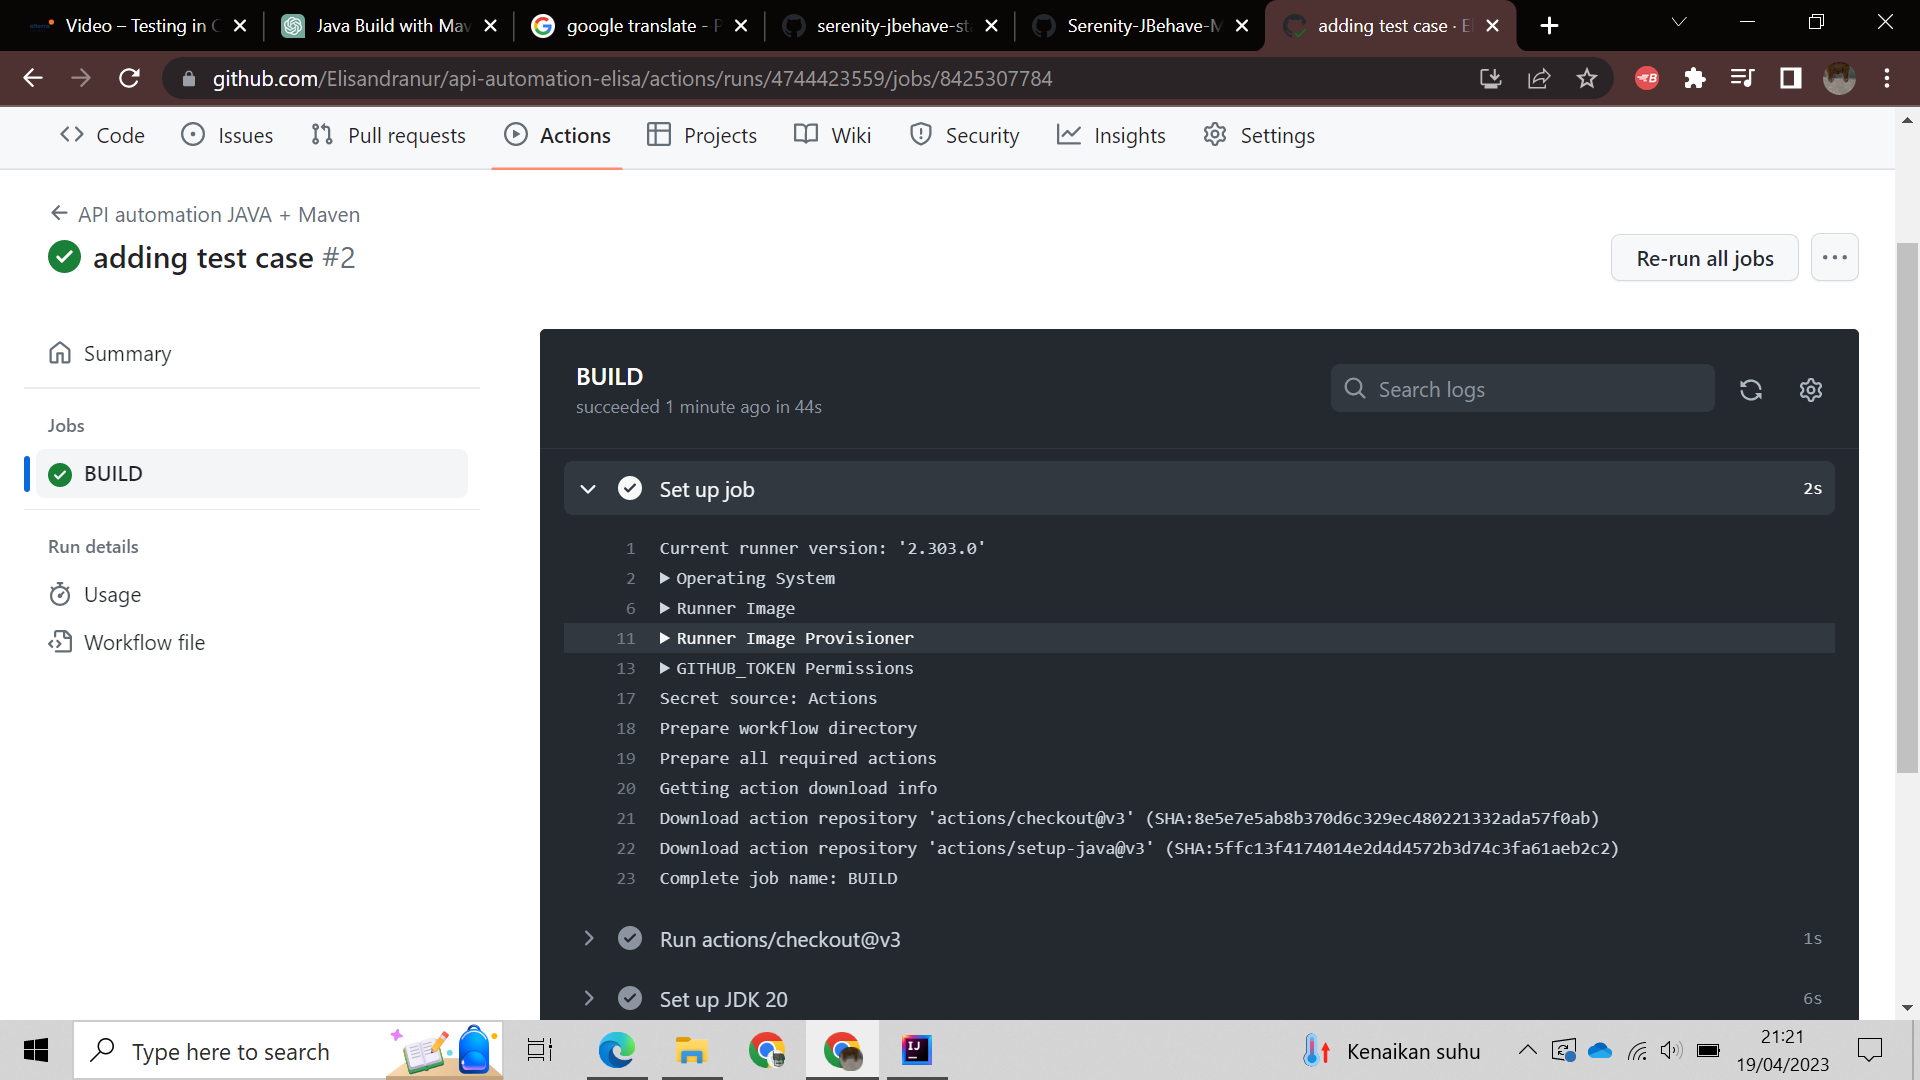 Video – Testing in C
Java Build with Mav
google translate - P
serenity-jbehave-sta
Serenity-JBehave-M
adding test case · El
github.com/Elisandranur/api-automation-elisa/actions/runs/4744423559/jobs/8425307784
Code
Issues
Pull requests
Actions
Projects
Wiki
Security
Insights
Settings
API automation JAVA + Maven
adding test case #2
Re-run all jobs
Summary
Jobs
BUILD
Run details
Usage
Workflow file
BUILD
succeeded 1 minute ago in 44s
Search logs
Set up job
2s
1 Current runner version: '2.303.0'
2 Operating System
6 Runner Image
11 Runner Image Provisioner
13 GITHUB_TOKEN Permissions
17 Secret source: Actions
18 Prepare workflow directory
19 Prepare all required actions
20 Getting action download info
21 Download action repository 'actions/checkout@v3' (SHA:8e5e7e5ab8b370d6c329ec480221332ada57f0ab)
22 Download action repository 'actions/setup-java@v3' (SHA:5ffc13f4174014e2d4d4572b3d74c3fa61aeb2c2)
23 Complete job name: BUILD
Run actions/checkout@v3
1s
Set up JDK 20
6s
Type here to search
IJ
Kenaikan suhu
21:21
19/04/2023